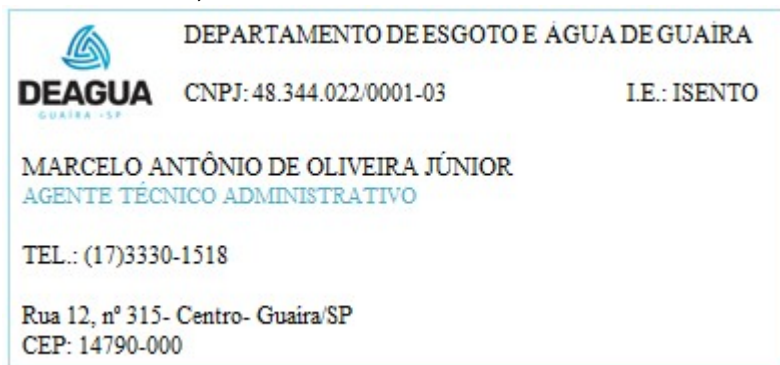 DEPARTAMENTO DE ESGOTO E ÁGUA DE GUAÍRA
DEAGUA
GUAÍRA - SP
CNPJ: 48.344.022/0001-03 I.E.: ISENTO
MARCELO ANTÔNIO DE OLIVEIRA JÚNIOR
AGENTE TÉCNICO ADMINISTRATIVO
TEL.: (17)3330-1518
Rua 12, nº 315- Centro- Guaíra/SP
CEP: 14790-000